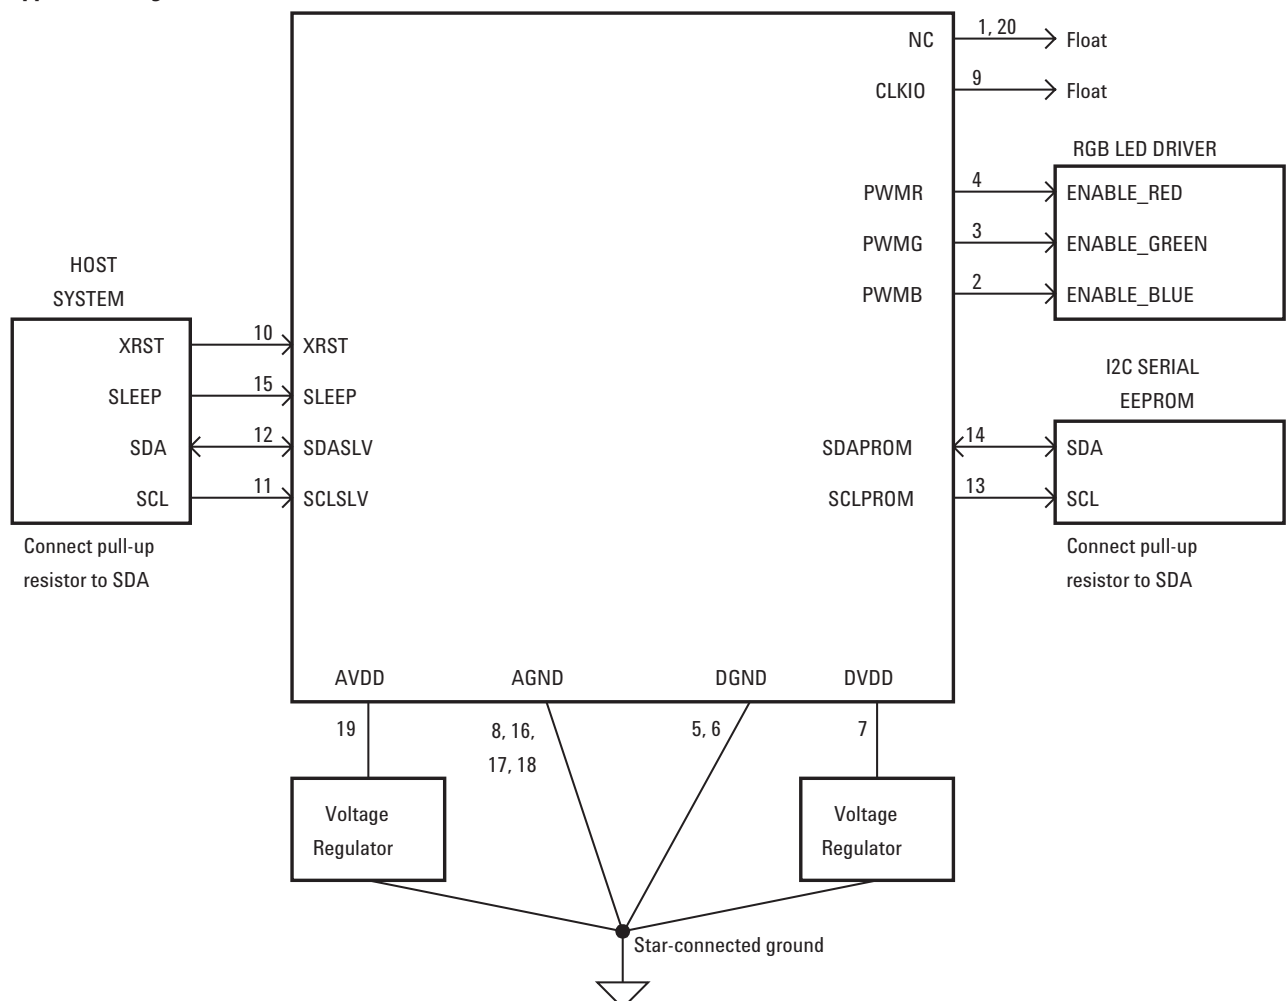 NC
1, 20
Float
CLKIO
9
Float
RGB LED DRIVER
PWMR
4
ENABLE_RED
PWMG
3
ENABLE_GREEN
PWMB
2
ENABLE_BLUE
HOST
SYSTEM
XRST
10
XRST
SLEEP
15
SLEEP
SDA
12
SDASLV
SCL
11
SCLSLV
Connect pull-up
resistor to SDA
I2C SERIAL
EEPROM
SDAPROM
14
SDA
SCLPROM
13
SCL
Connect pull-up
resistor to SDA
AVDD
AGND
DGND
DVDD
19
8, 16,
17, 18
5, 6
7
Voltage
Regulator
Voltage
Regulator
Star-connected ground